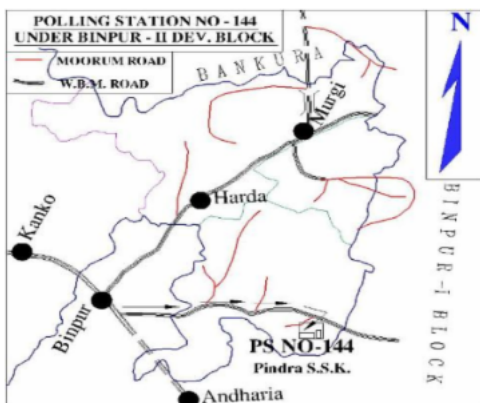 POLLING STATION NO - 144
UNDER BINPUR - II DEV. BLOCK
MOORUM ROAD
W.B.M. ROAD
N
BANKURA
Murgi
Harda
Kanko
Binpur
BINPUR-I BLOCK
PS NO-144
Pindra S.S.K.
Andharia